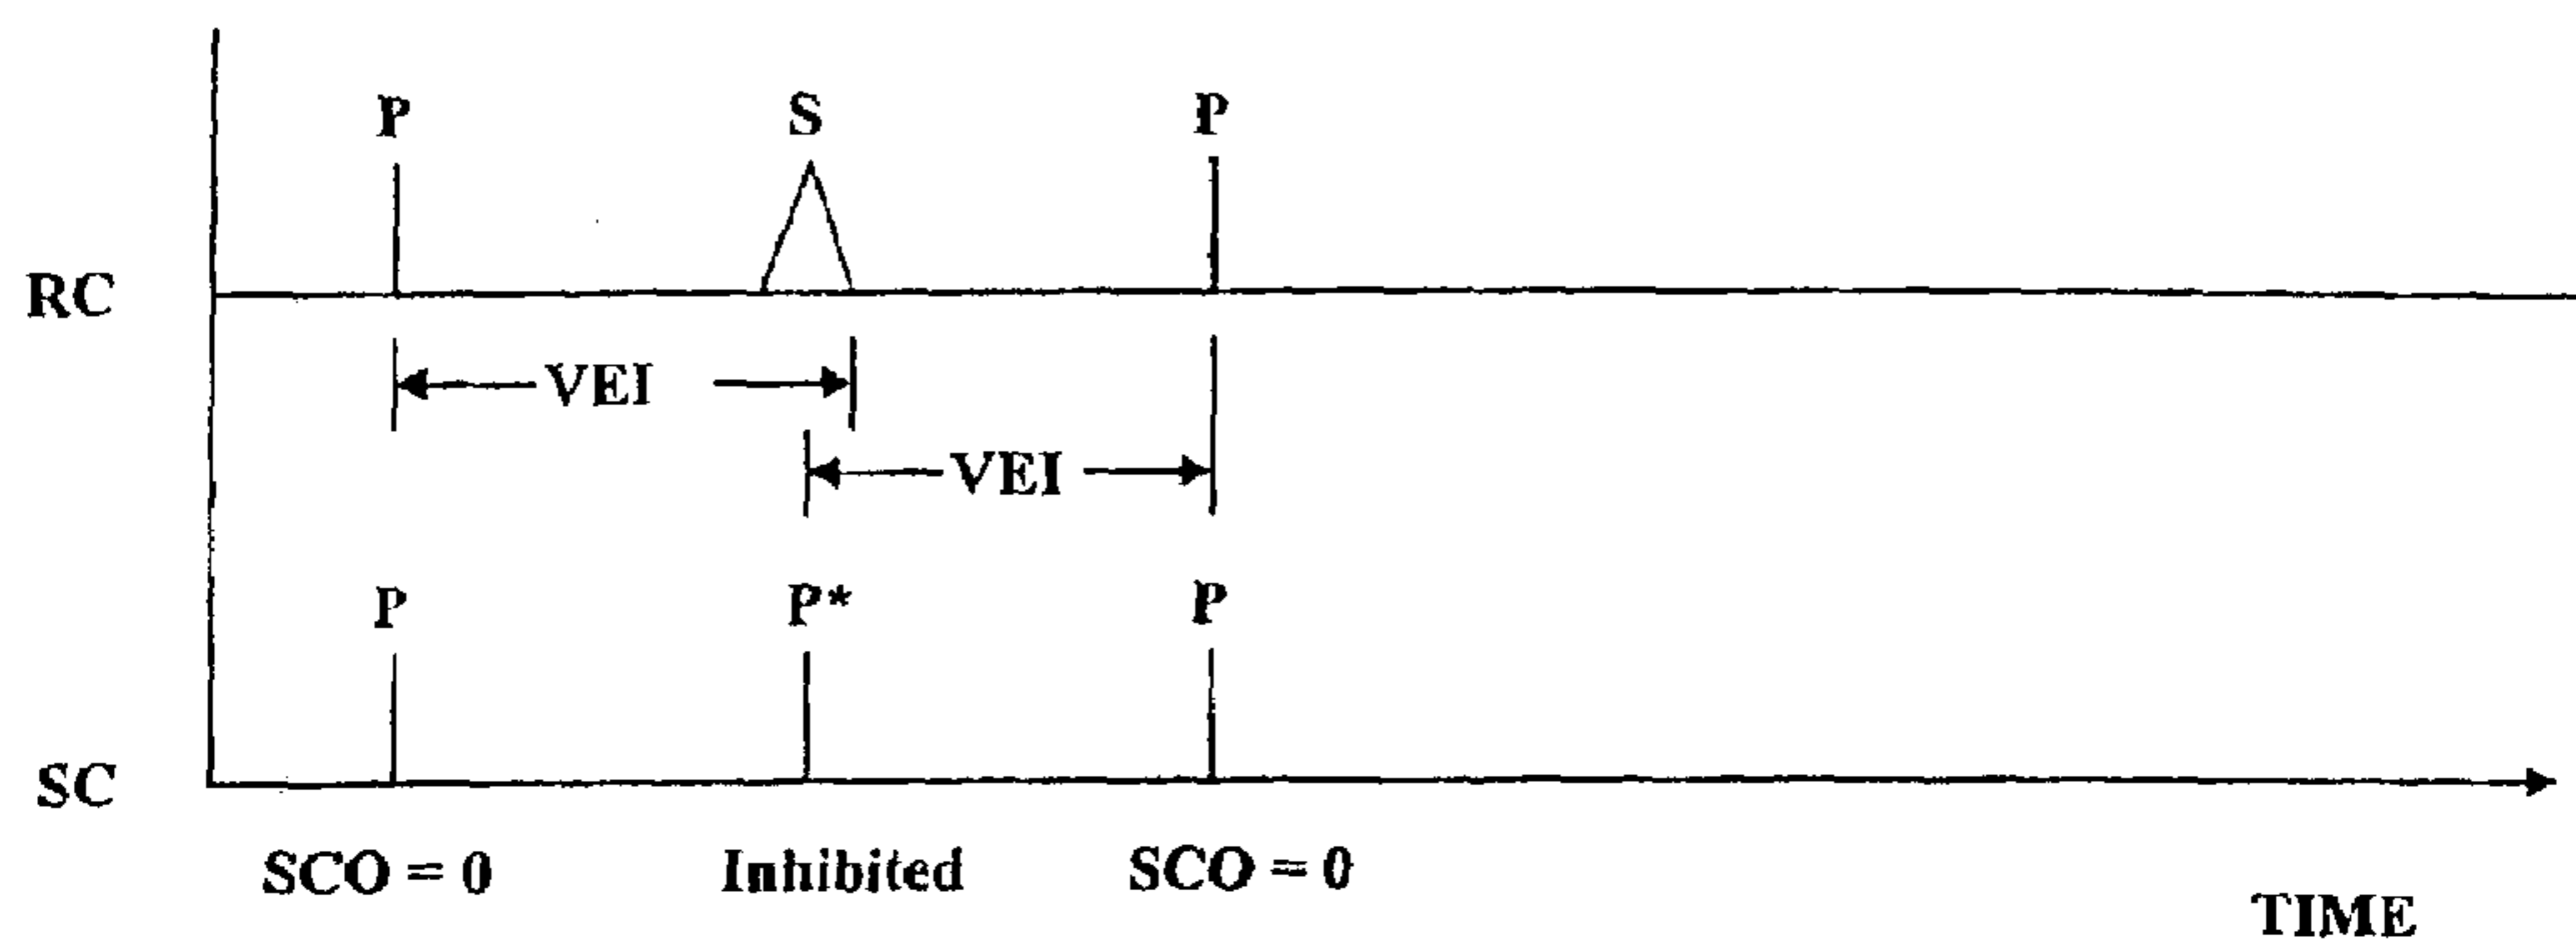 P S P
RC
VEI
VEI
P P* P
SC
SCO = 0 Inhibited SCO = 0
TIME